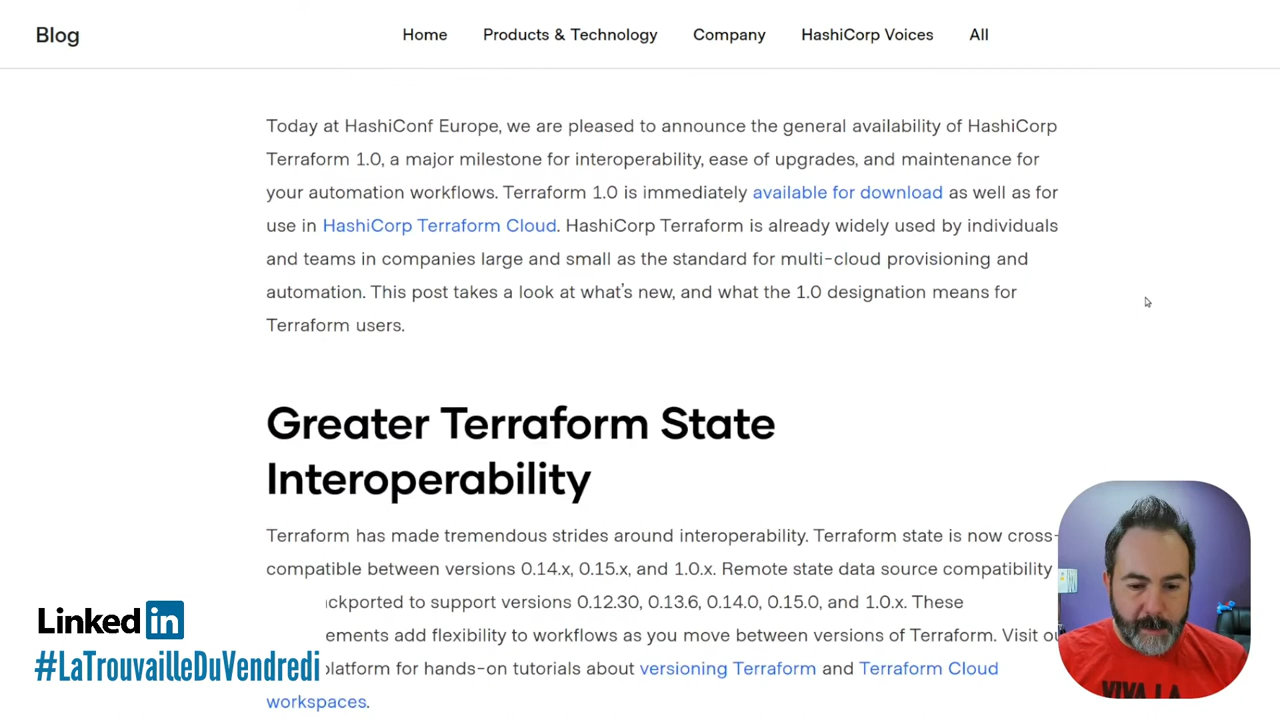 Blog
Home
Products & Technology
Company
HashiCorp Voices
All
Today at HashiConf Europe, we are pleased to announce the general availability of HashiCorp
Terraform 1.0, a major milestone for interoperability, ease of upgrades, and maintenance for
your automation workflows. Terraform 1.0 is immediately available for download as well as for
use in HashiCorp Terraform Cloud. HashiCorp Terraform is already widely used by individuals
and teams in companies large and small as the standard for multi-cloud provisioning and
automation. This post takes a look at what's new, and what the 1.0 designation means for
Terraform users.
Greater Terraform State
Interoperability
Terraform has made tremendous strides around interoperability. Terraform state is now cross-
compatible between versions 0.14.x, 0.15.x, and 1.0.x. Remote state data source compatibility
ckported to support versions 0.12.30, 0.13.6, 0.14.0, 0.15.0, and 1.0.x. These
ements add flexibility to workflows as you move between versions of Terraform. Visit
platform for hands-on tutorials about versioning Terraform and Terraform Cloud
workspaces.
Linked in
#LaTrouvailleDuVendredi
VIVA LA